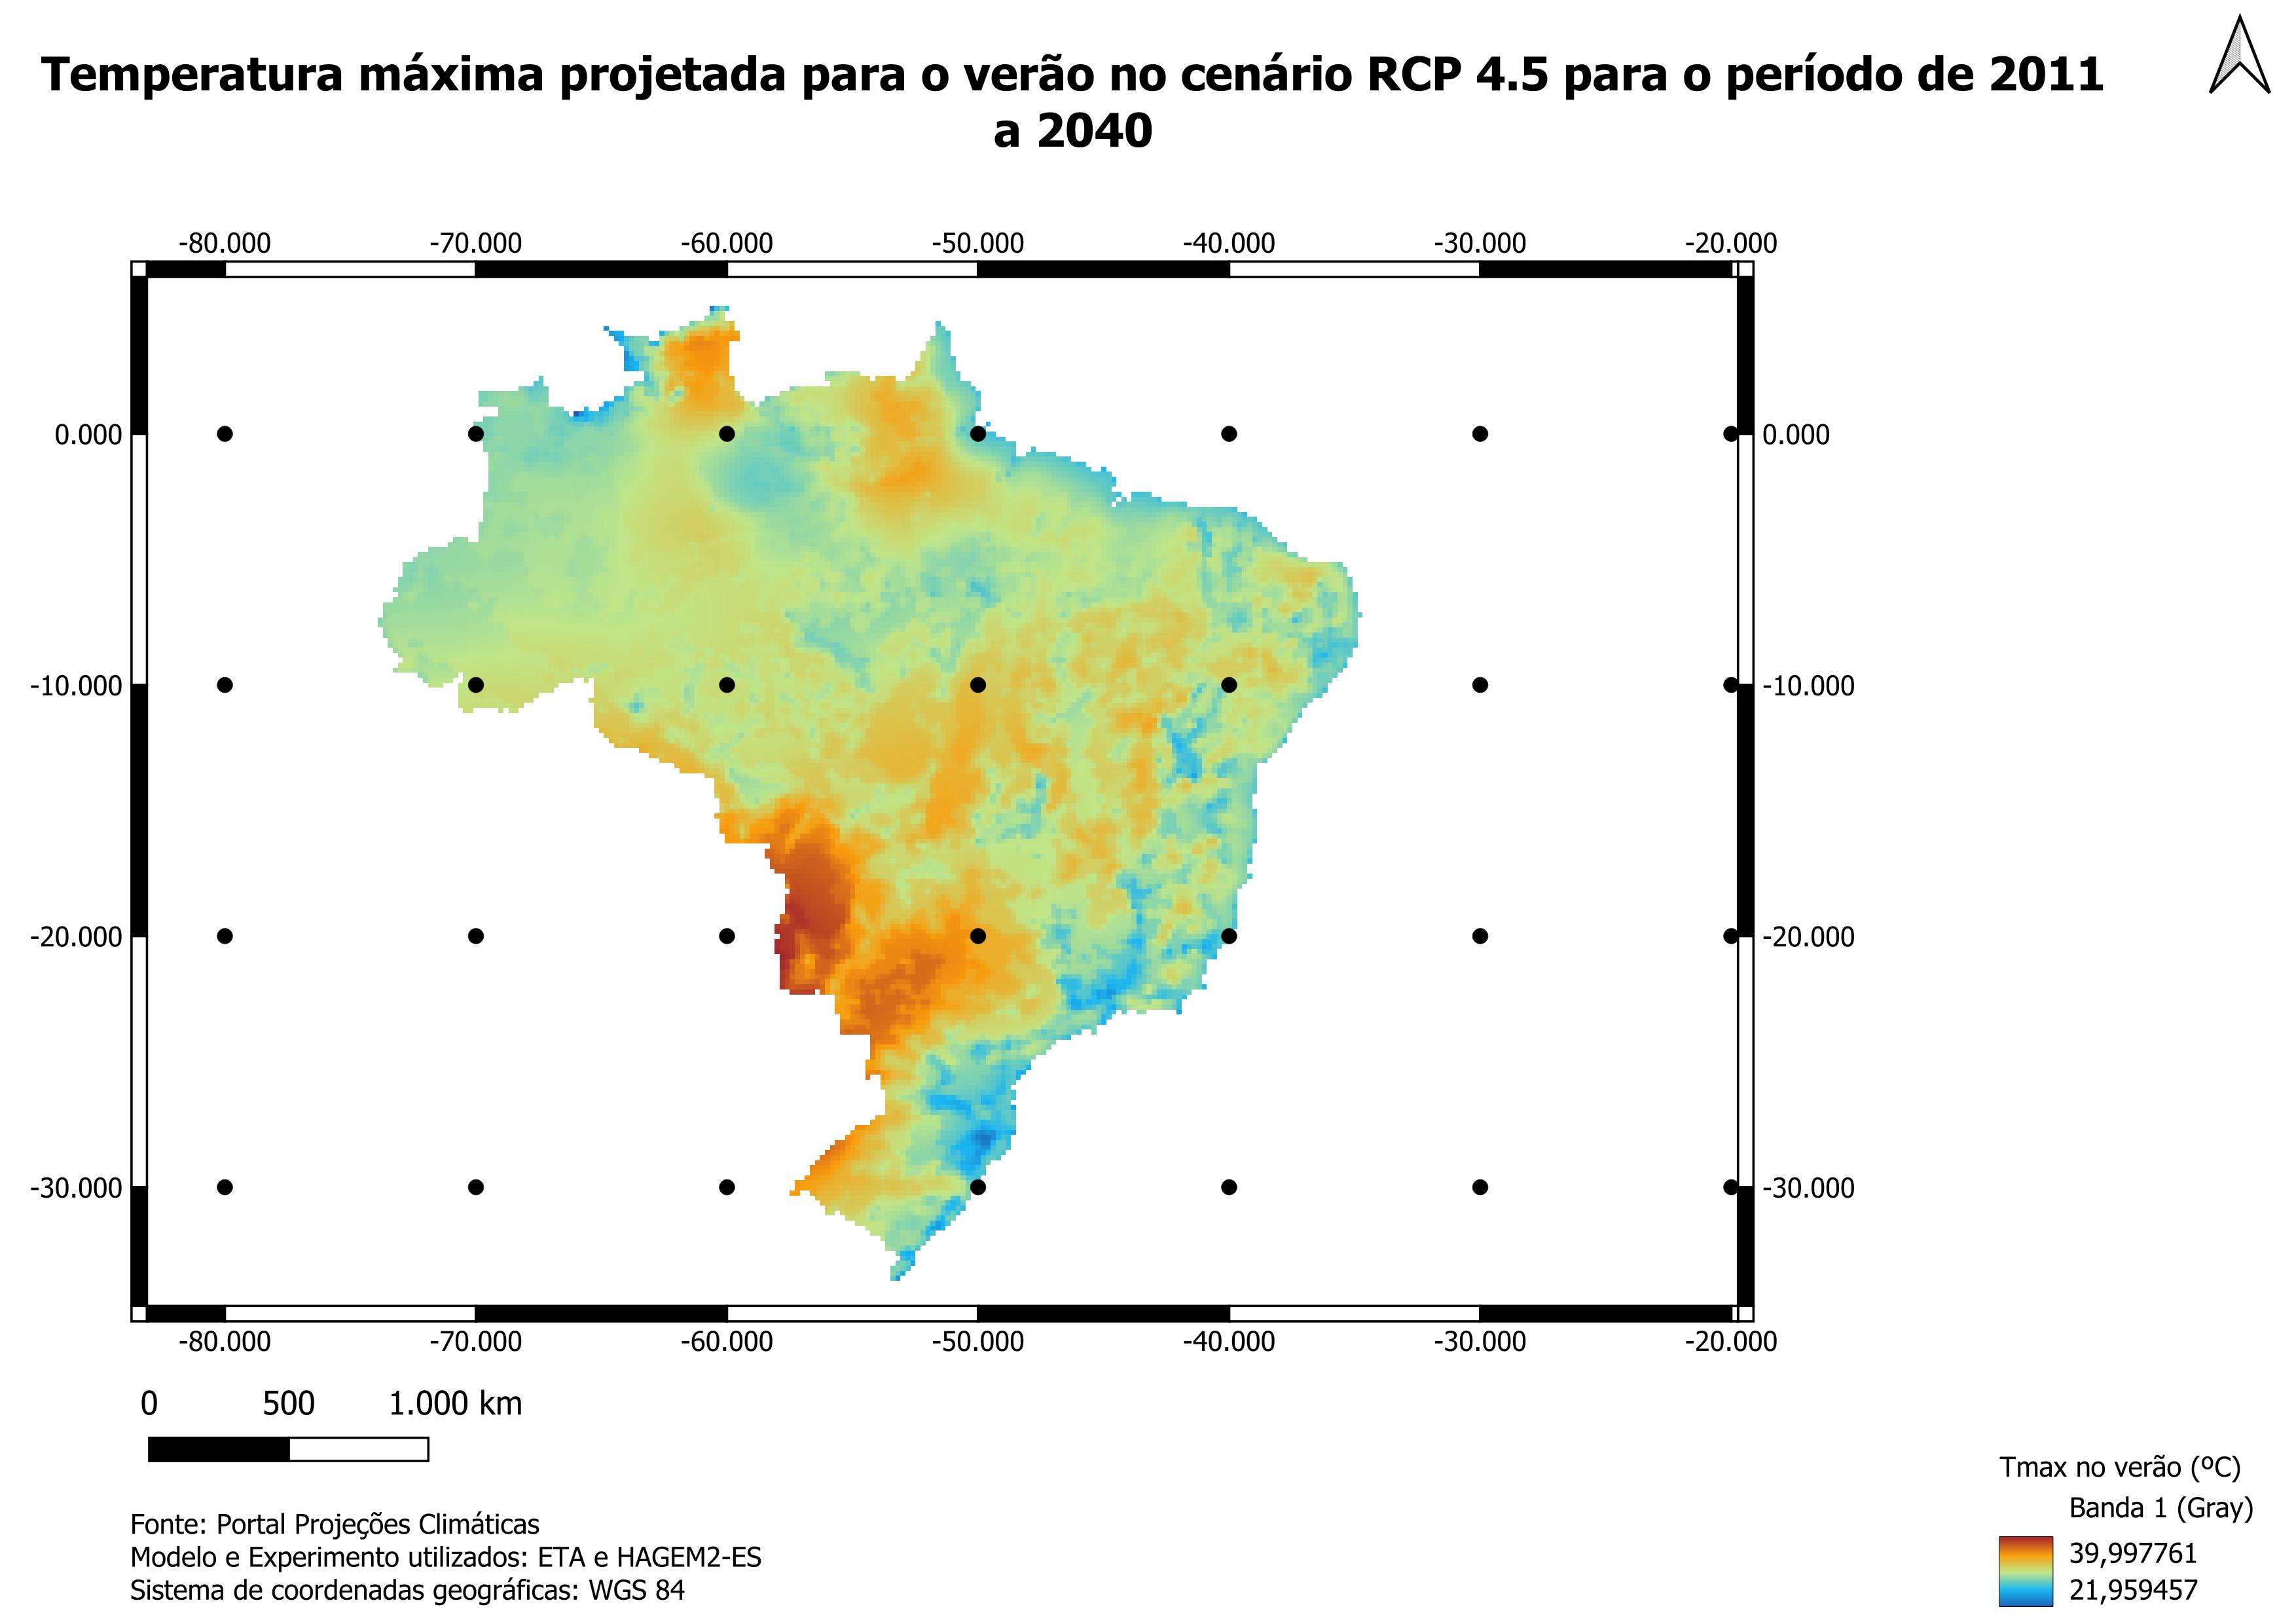 Temperatura máxima projetada para o verão no cenário RCP 4.5 para o período de 2011
a 2040
-80.000 -70.000 -60.000 -50.000 -40.000 -30.000 -20.000
0.000 0.000
-10.000 -10.000
-20.000 -20.000
-30.000 -30.000
-80.000 -70.000 -60.000 -50.000 -40.000 -30.000 -20.000
0 500 1.000 km
Tmax no verão (ºC)
Banda 1 (Gray)
39,997761
21,959457
Fonte: Portal Projeções Climáticas
Modelo e Experimento utilizados: ETA e HAGEM2-ES
Sistema de coordenadas geográficas: WGS 84